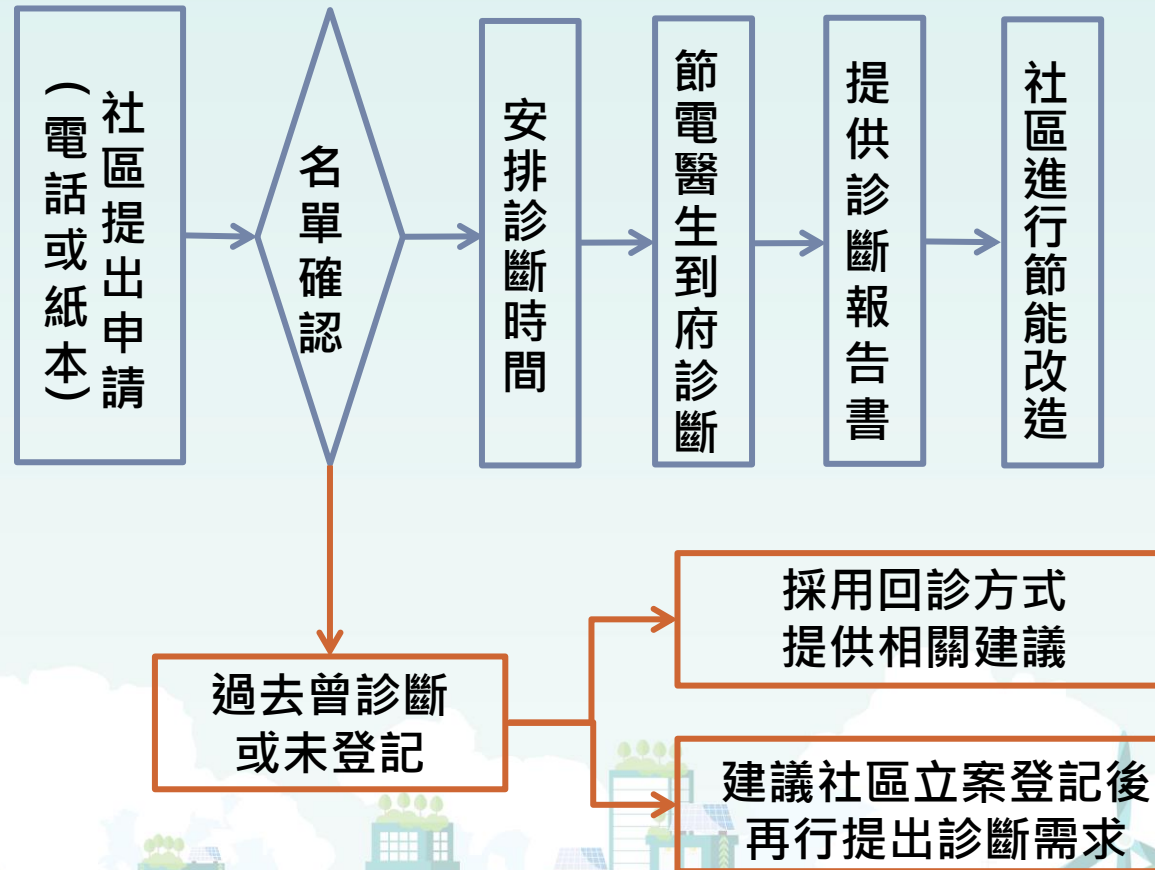 社區提出申請
（電話或紙本）
名單確認
安排診斷時間
節電醫生到府診斷
提供診斷報告書
社區進行節能改造
過去曾診斷
或未登記
採用回診方式
提供相關建議
建議社區立案登記後
再行提出診斷需求